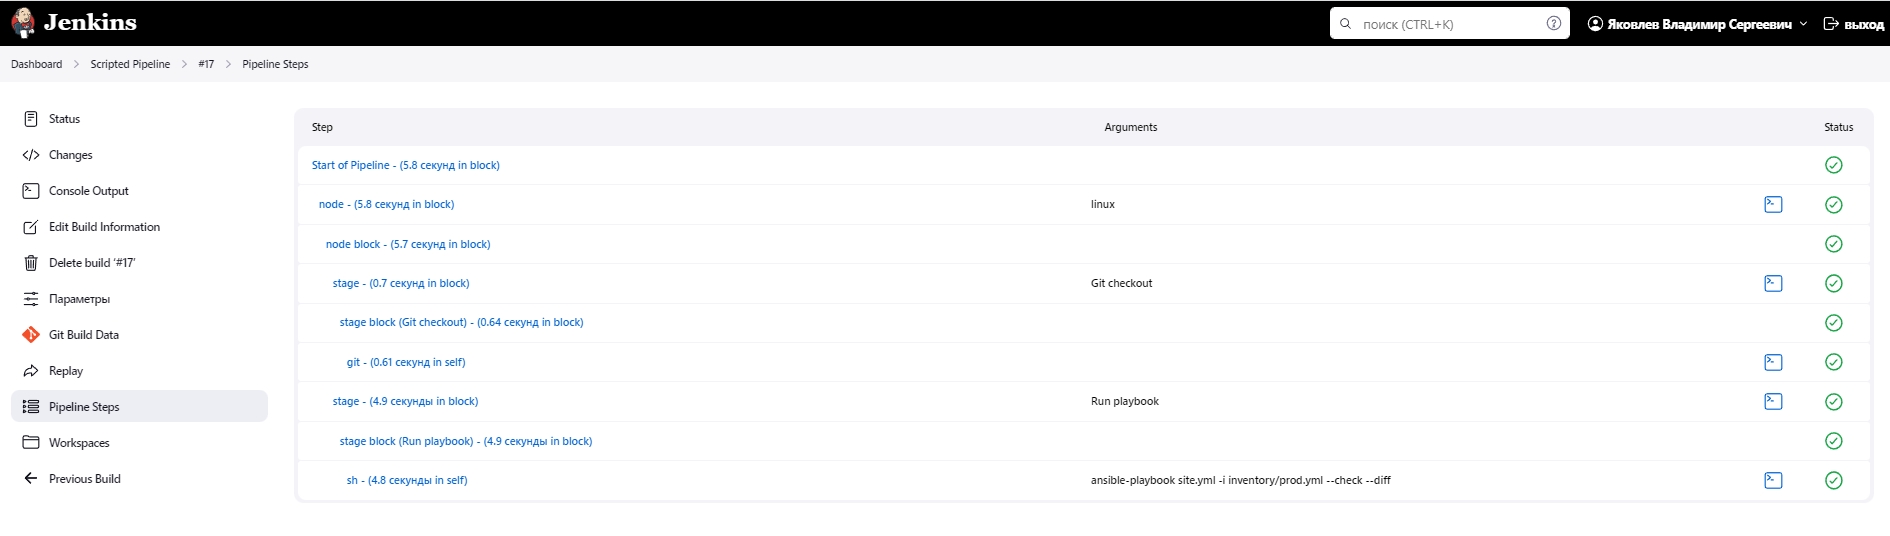 Jenkins
поиск (CTRL+K)
Яковлев Владимир Сергеевич
выход
Dashboard > Scripted Pipeline > #17 > Pipeline Steps
Status
Changes
Console Output
Edit Build Information
Delete build ‘#17’
Параметры
Git Build Data
Replay
Pipeline Steps
Workspaces
Previous Build
Step Arguments Status
Start of Pipeline - (5.8 секунд in block)
node - (5.8 секунд in block) linux
node block - (5.7 секунд in block)
stage - (0.7 секунд in block) Git checkout
stage block (Git checkout) - (0.64 секунд in block)
git - (0.61 секунд in self)
stage - (4.9 секунды in block) Run playbook
stage block (Run playbook) - (4.9 секунды in block)
sh - (4.8 секунды in self) ansible-playbook site.yml -i inventory/prod.yml --check --diff